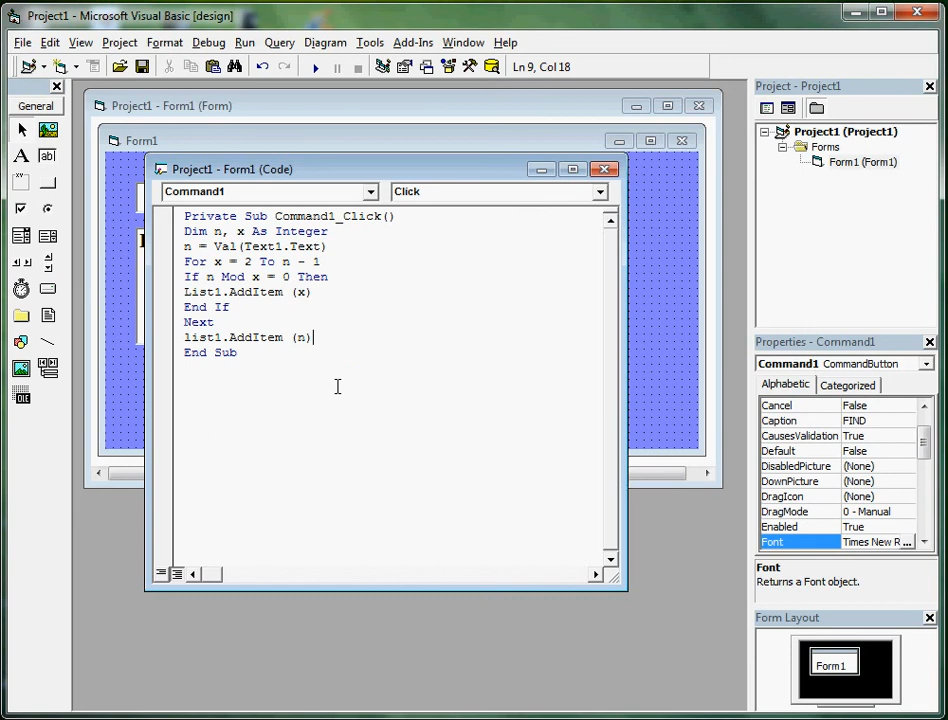 Project1 - Microsoft Visual Basic [design]
File Edit View Project Format Debug Run Query Diagram Tools Add-Ins Window Help
Ln 9, Col 18
General
A
ab
xy
OLE
Project1 - Form1 (Form)
Form1
Project1 - Form1 (Code)
Command1
Click
Private Sub Command1_Click()
Dim n, x As Integer
n = Val(Text1.Text)
For x = 2 To n - 1
If n Mod x = 0 Then
List1.AddItem (x)
End If
Next
list1.AddItem (n)
End Sub
Project - Project1
Project1 (Project1)
Forms
Form1 (Form1)
Properties - Command1
Command1 CommandButton
Alphabetic Categorized
Cancel False
Caption FIND
CausesValidation True
Default False
DisabledPicture (None)
DownPicture (None)
DragIcon (None)
DragMode 0 - Manual
Enabled True
Font Times New R ...
Font
Returns a Font object.
Form Layout
Form1